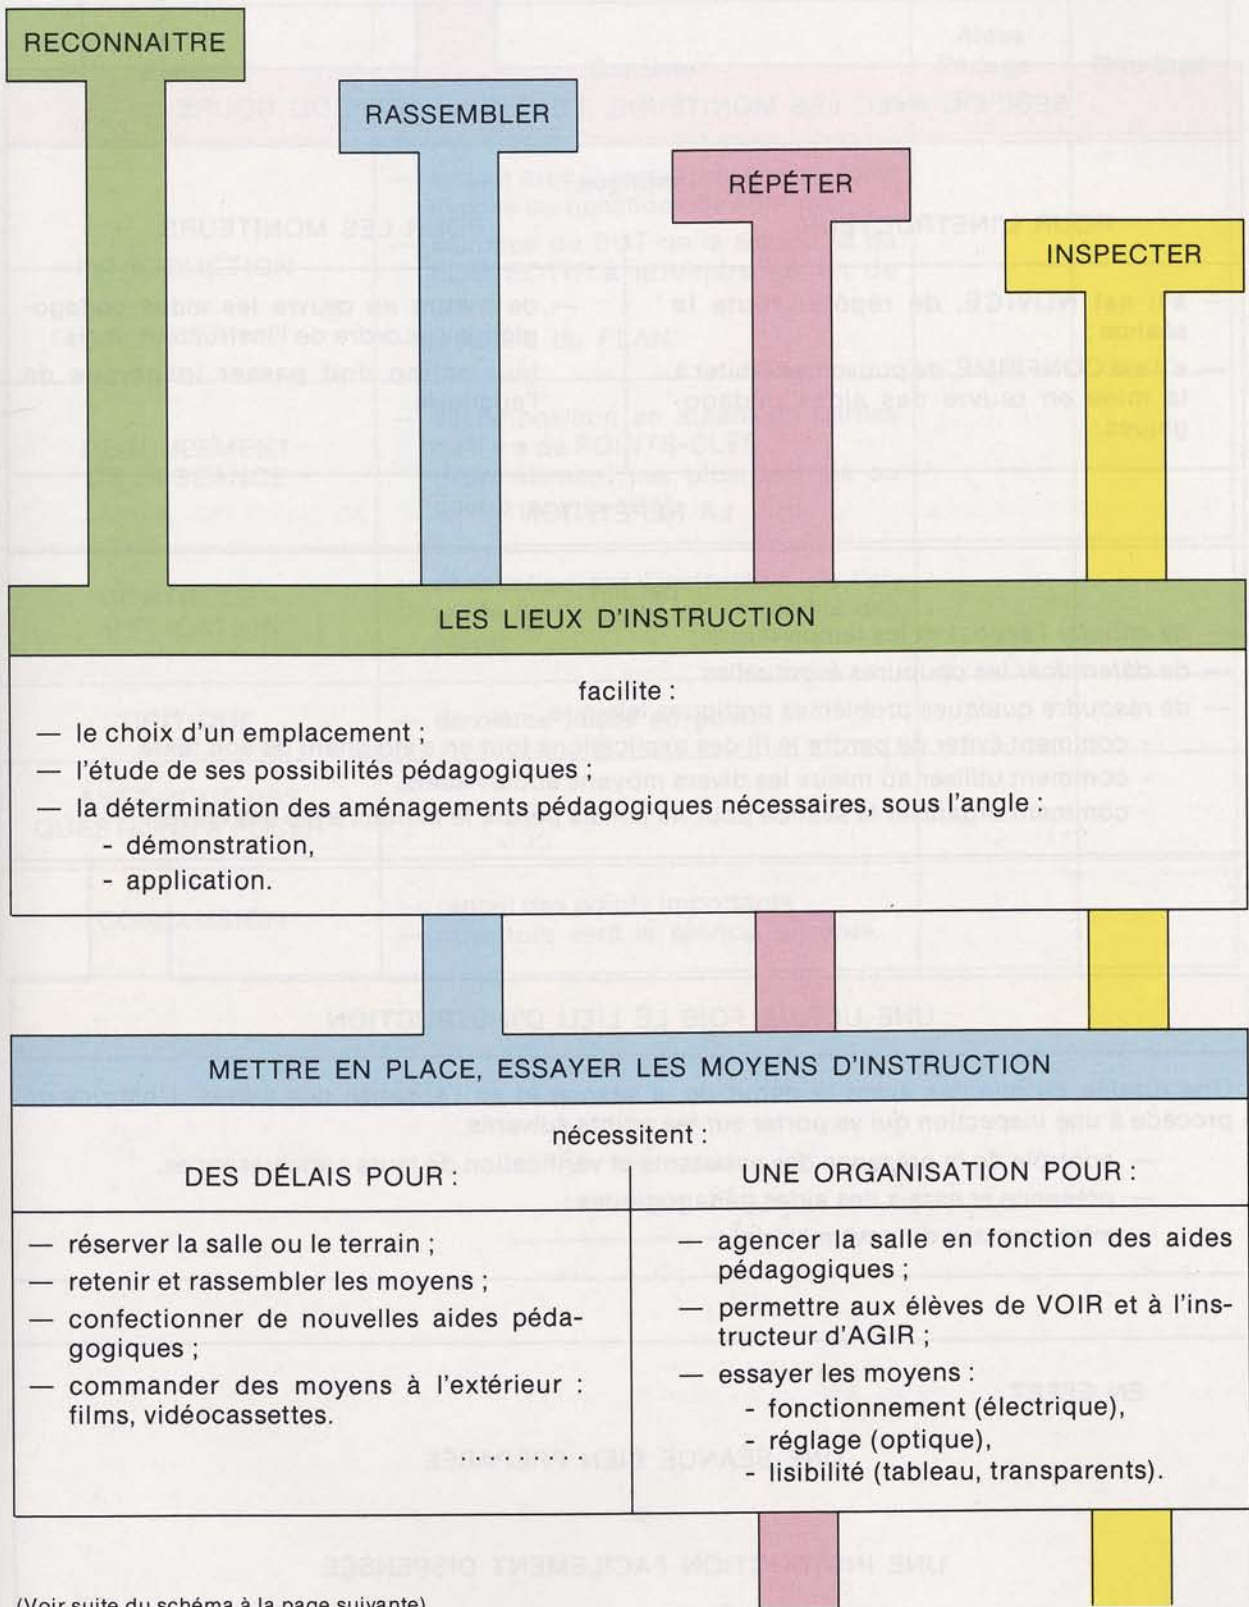 RECONNAITRE
RASSEMBLER
RÉPÉTER
INSPECTER
LES LIEUX D'INSTRUCTION
facilite :
— le choix d'un emplacement ;
— l'étude de ses possibilités pédagogiques ;
— la détermination des aménagements pédagogiques nécessaires, sous l'angle :
- démonstration,
- application.
METTRE EN PLACE, ESSAYER LES MOYENS D'INSTRUCTION
nécessitent :
DES DÉLAIS POUR :
— réserver la salle ou le terrain ;
— retenir et rassembler les moyens ;
— confectionner de nouvelles aides péda-
gogiques ;
— commander des moyens à l'extérieur :
films, vidéocassettes.
UNE ORGANISATION POUR :
— agencer la salle en fonction des aides
pédagogiques ;
— permettre aux élèves de VOIR et à l'ins-
tructeur d'AGIR ;
— essayer les moyens :
- fonctionnement (électrique),
- réglage (optique),
- lisibilité (tableau, transparents).
(Voir suite du schéma à la page suivante)